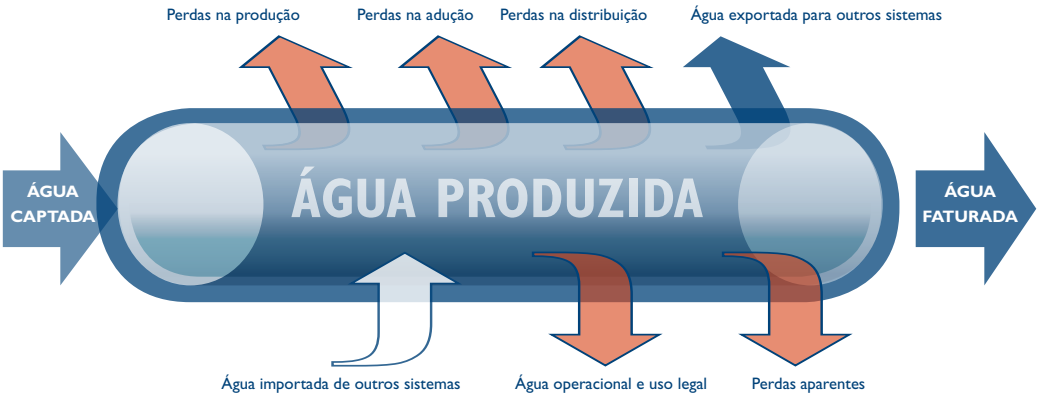 Perdas na produção
Perdas na adução
Perdas na distribuição
Água exportada para outros sistemas
ÁGUA
CAPTADA
ÁGUA PRODUZIDA
ÁGUA
FATURADA
Água importada de outros sistemas
Água operacional e uso legal
Perdas aparentes